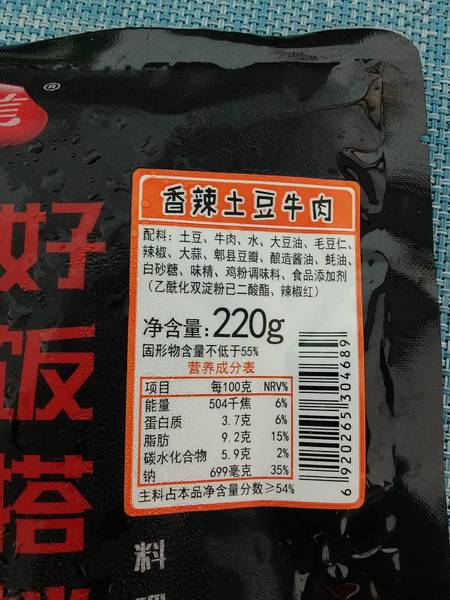 ®
好
饭
搭
料
香辣土豆牛肉
配料：土豆、牛肉、水、大豆油、毛豆仁、
辣椒、大蒜、郫县豆瓣、酿造酱油、蚝油、
白砂糖、味精、鸡粉调味料、食品添加剂
（乙酰化双淀粉已二酸酯、辣椒红）
净含量：220g
固形物含量不低于55%
营养成分表
项目 每100克 NRV%
能量 504千焦 6%
蛋白质 3.7克 6%
脂肪 9.2克 15%
碳水化合物 5.9克 2%
钠 699毫克 35%
主料占本品净含量分数≥54%
6920265304689